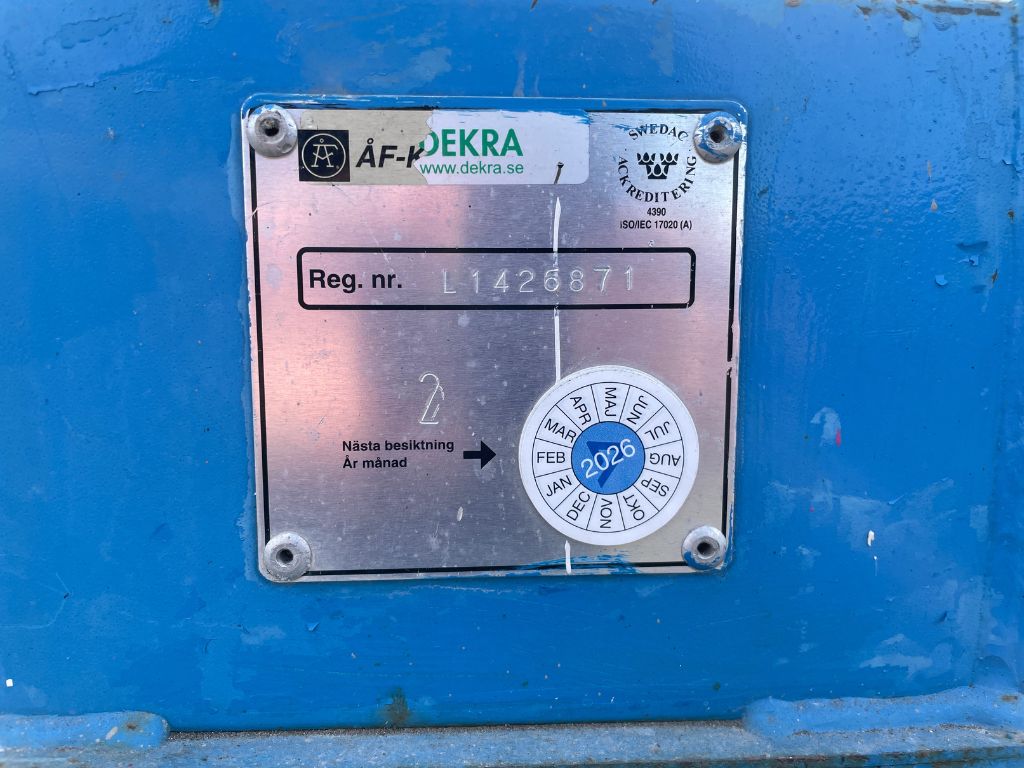 ÅF ÅF-K
DEKRA
www.dekra.se
SWEDAC
ACKREDITERING
4390
ISO/IEC 17020 (A)
Reg. nr. L1426871
2
Nästa besiktning
År månad
JAN FEB MAR APR MAJ JUN JUL AUG SEP OKT NOV DEC
2026